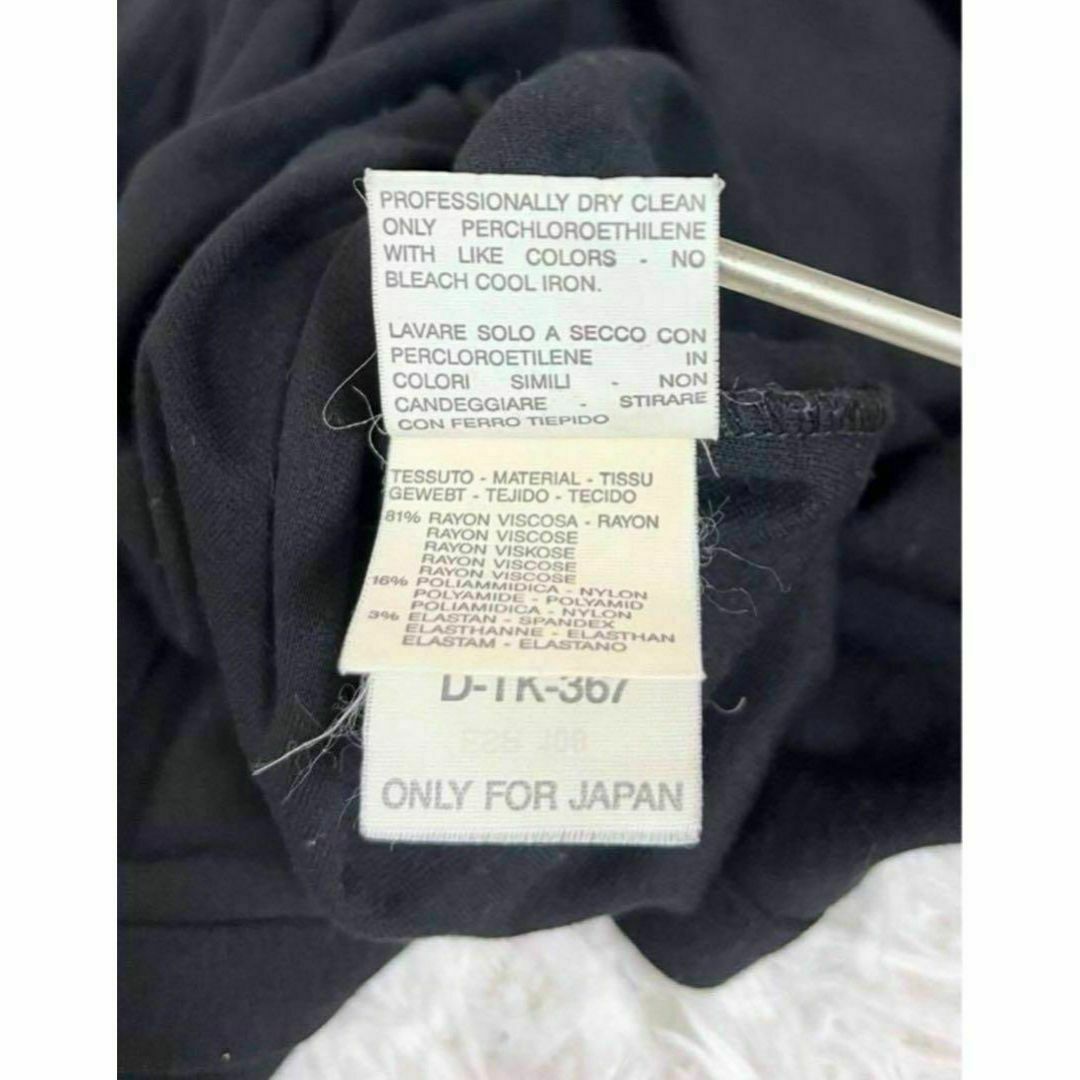 PROFESSIONALLY DRY CLEAN
ONLY PERCHLOROETHILENE
WITH LIKE COLORS - NO
BLEACH COOL IRON.
LAVARE SOLO A SECCO CON
PERCLOROETILENE IN
COLORI SIMILI - NON
CANDEGGIARE - STIRARE
CON FERRO TIEPIDO
TESSUTO - MATERIAL - TISSU
GEWEBT - TEJIDO - TECIDO
81% RAYON VISCOSA - RAYON
RAYON VISCOSE
RAYON VISKOSE
RAYON VISCOSE
RAYON VISCOSE
16% POLIAMMIDICA - NYLON
POLYAMIDE - POLYAMID
POLIAMIDICA - NYLON
3% ELASTAN - SPANDEX
ELASTHANNE - ELASTHAN
ELASTAM - ELASTANO
D-TK-367
ONLY FOR JAPAN